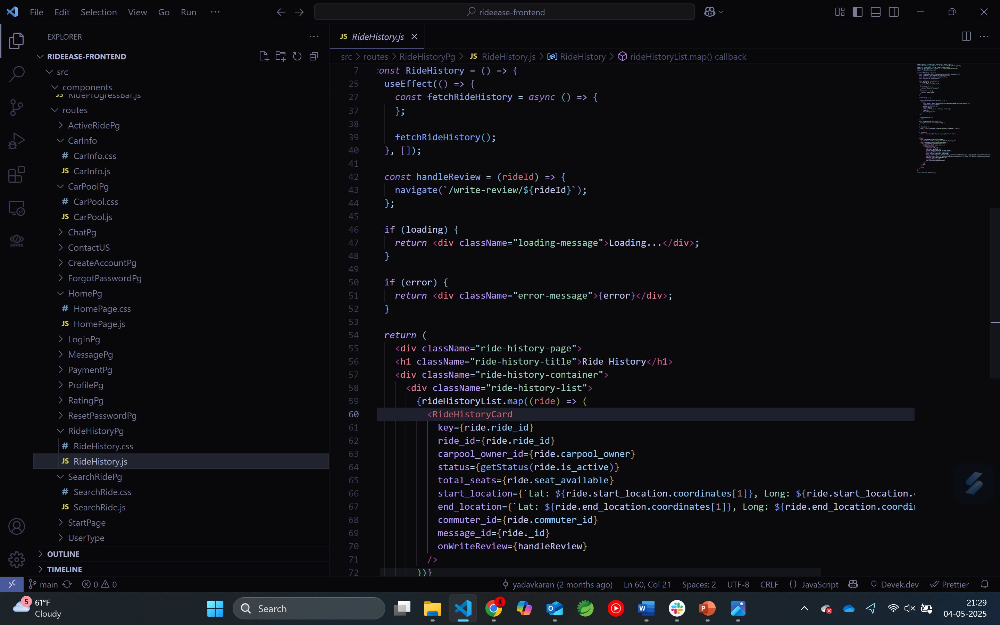 File Edit Selection View Go Run ···
rideease-frontend
EXPLORER
RIDEEASE-FRONTEND
src
components
JS RideProgressBar.js
routes
ActiveRidePg
CarInfo
# CarInfo.css
JS CarInfo.js
CarPoolPg
# CarPool.css
JS CarPool.js
ChatPg
ContactUS
CreateAccountPg
ForgotPasswordPg
HomePg
# HomePage.css
JS HomePage.js
LoginPg
MessagePg
PaymentPg
ProfilePg
RatingPg
ResetPasswordPg
RideHistoryPg
# RideHistory.css
JS RideHistory.js
SearchRidePg
# SearchRide.css
JS SearchRide.js
StartPage
UserType
OUTLINE
TIMELINE
DEVEK
JS RideHistory.js
src > routes > RideHistoryPg > JS RideHistory.js > RideHistory > rideHistoryList.map() callback
7 const RideHistory = () => {
25 useEffect(() => {
27 const fetchRideHistory = async () => {
37 };
38
39 fetchRideHistory();
40 }, []);
41
42 const handleReview = (rideId) => {
43 navigate(`/write-review/${rideId}`);
44 };
45
46 if (loading) {
47 return <div className="loading-message">Loading...</div>;
48 }
49
50 if (error) {
51 return <div className="error-message">{error}</div>;
52 }
53
54 return (
55 <div className="ride-history-page">
56 <h1 className="ride-history-title">Ride History</h1>
57 <div className="ride-history-container">
58 <div className="ride-history-list">
59 {rideHistoryList.map((ride) => (
60 <RideHistoryCard
61 key={ride.ride_id}
62 ride_id={ride.ride_id}
63 carpool_owner_id={ride.carpool_owner}
64 status={getStatus(ride.is_active)}
65 total_seats={ride.seat_available}
66 start_location={`Lat: ${ride.start_location.coordinates[1]}, Long: ${ride.start_location.
67 end_location={`Lat: ${ride.end_location.coordinates[1]}, Long: ${ride.end_location.coordi
68 commuter_id={ride.commuter_id}
69 message_id={ride._id}
70 onWriteReview={handleReview}
71 />
72 ))}
main 0 0
yadavkaran (2 months ago) Ln 60, Col 21 Spaces: 2 UTF-8 CRLF {} JavaScript Devek.dev Prettier
5 61°F
Cloudy
Search
21:29
04-05-2025